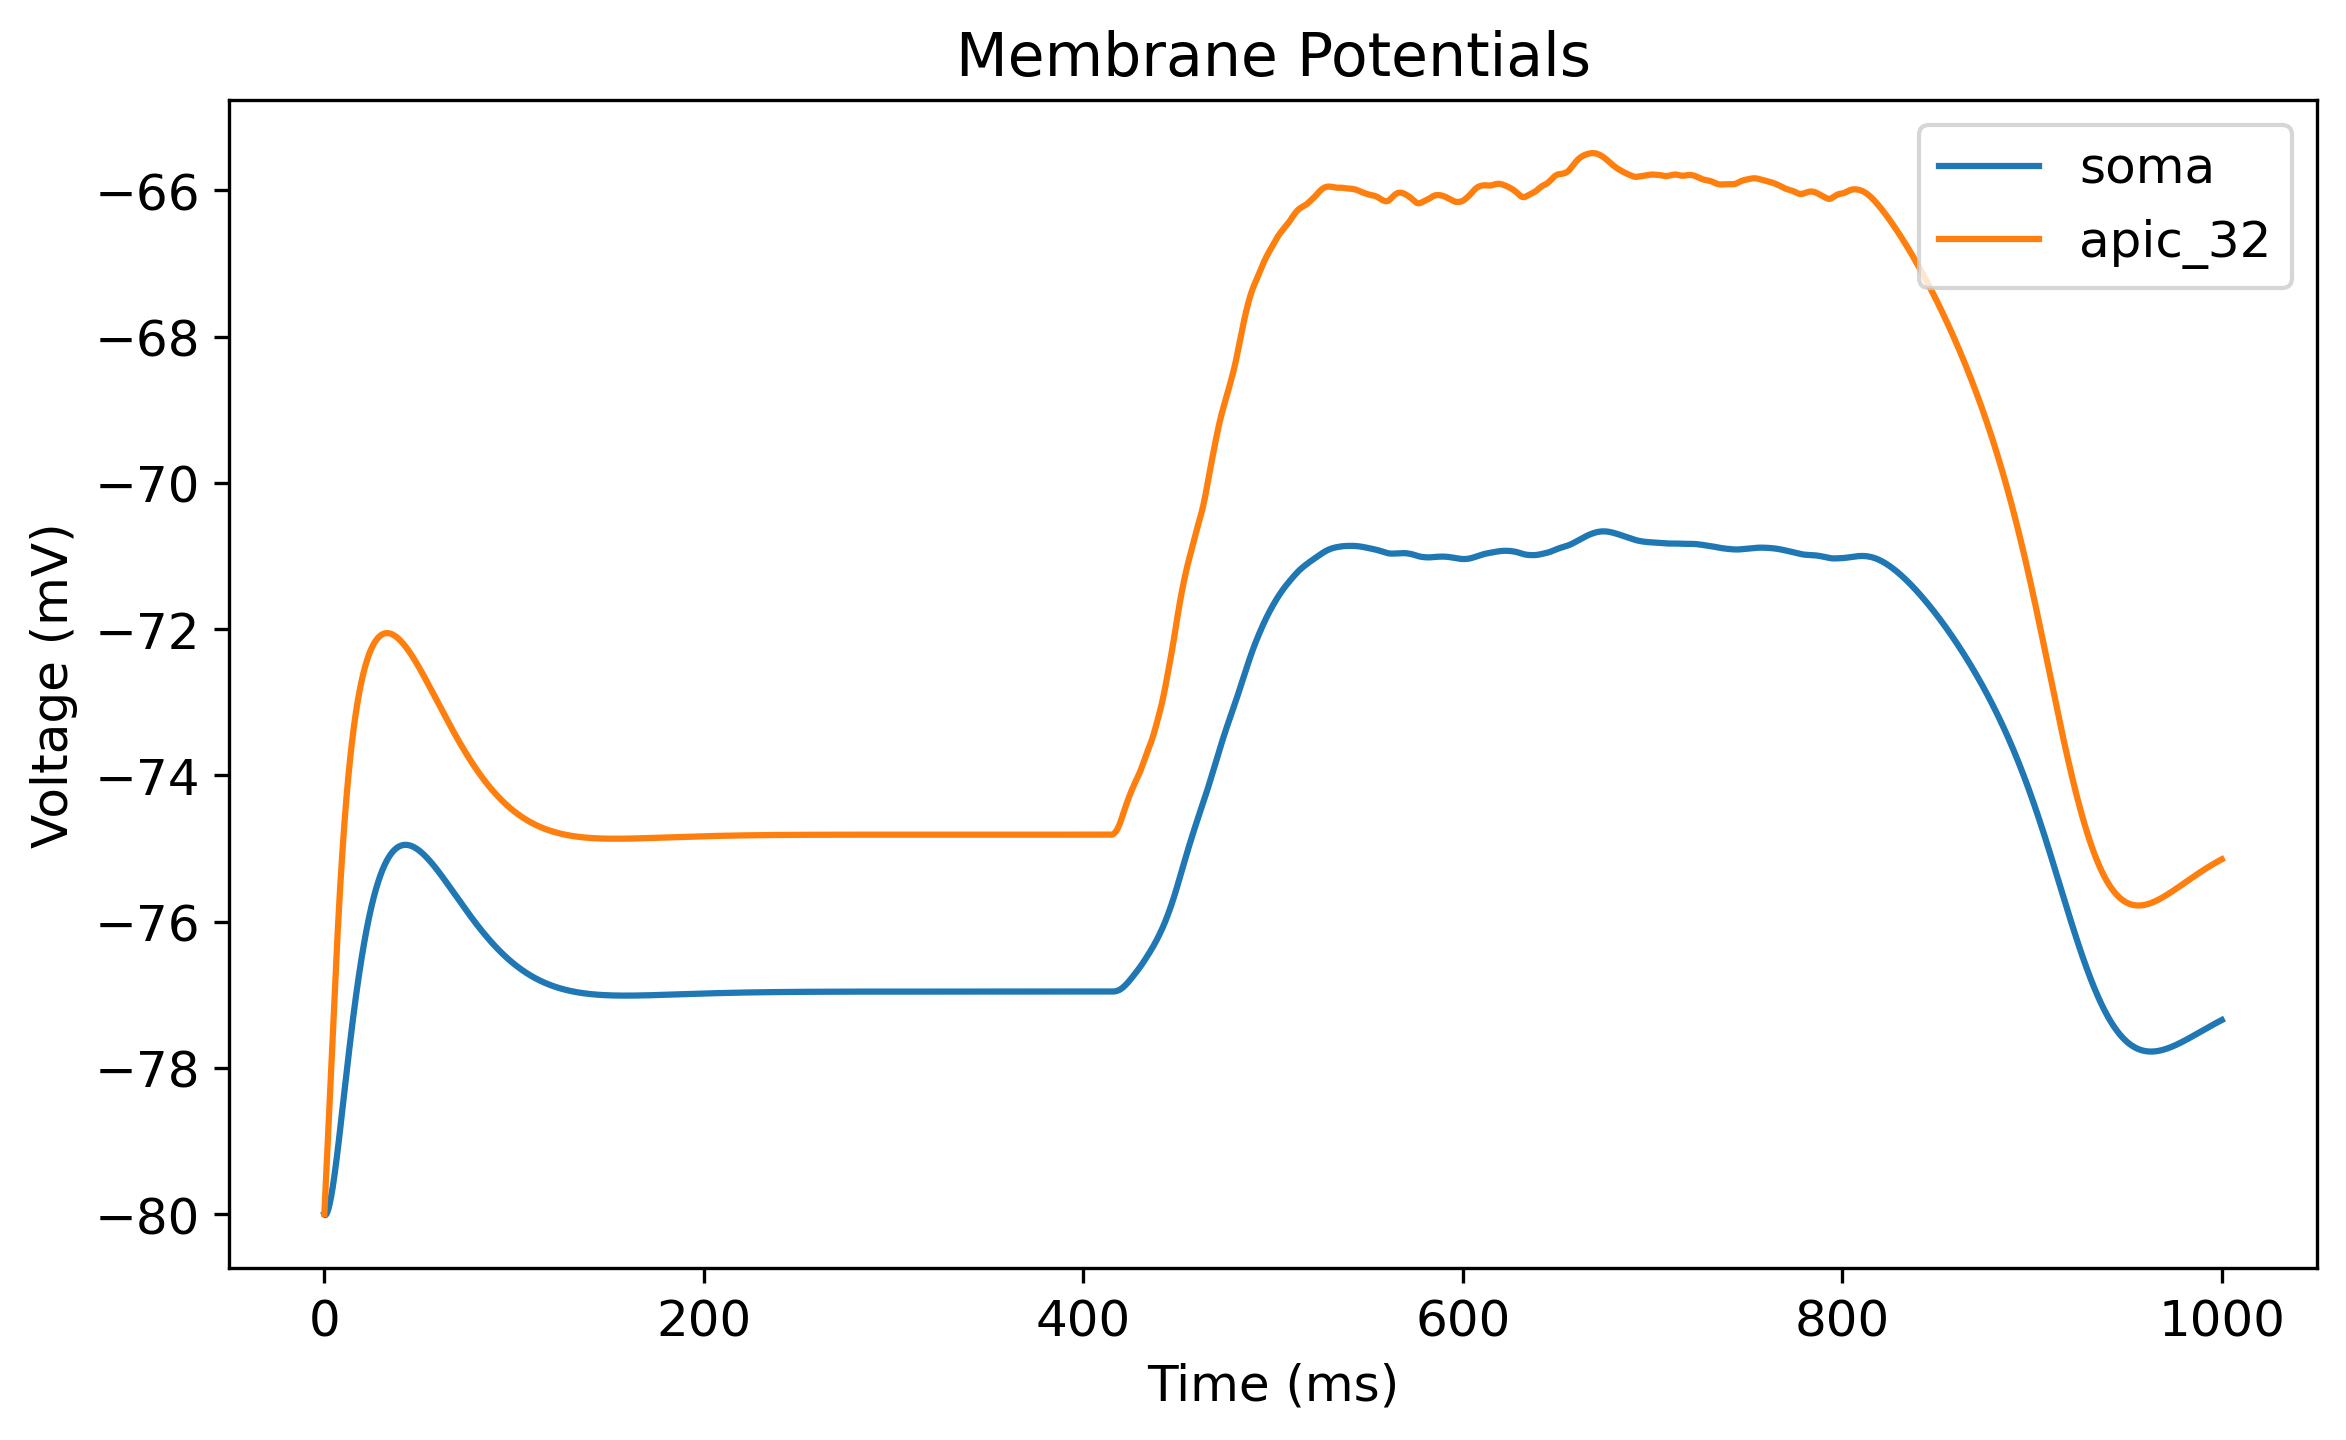 Membrane Potentials
soma
apic_32
Voltage (mV)
−66
−68
−70
−72
−74
−76
−78
−80
0 200 400 600 800 1000
Time (ms)